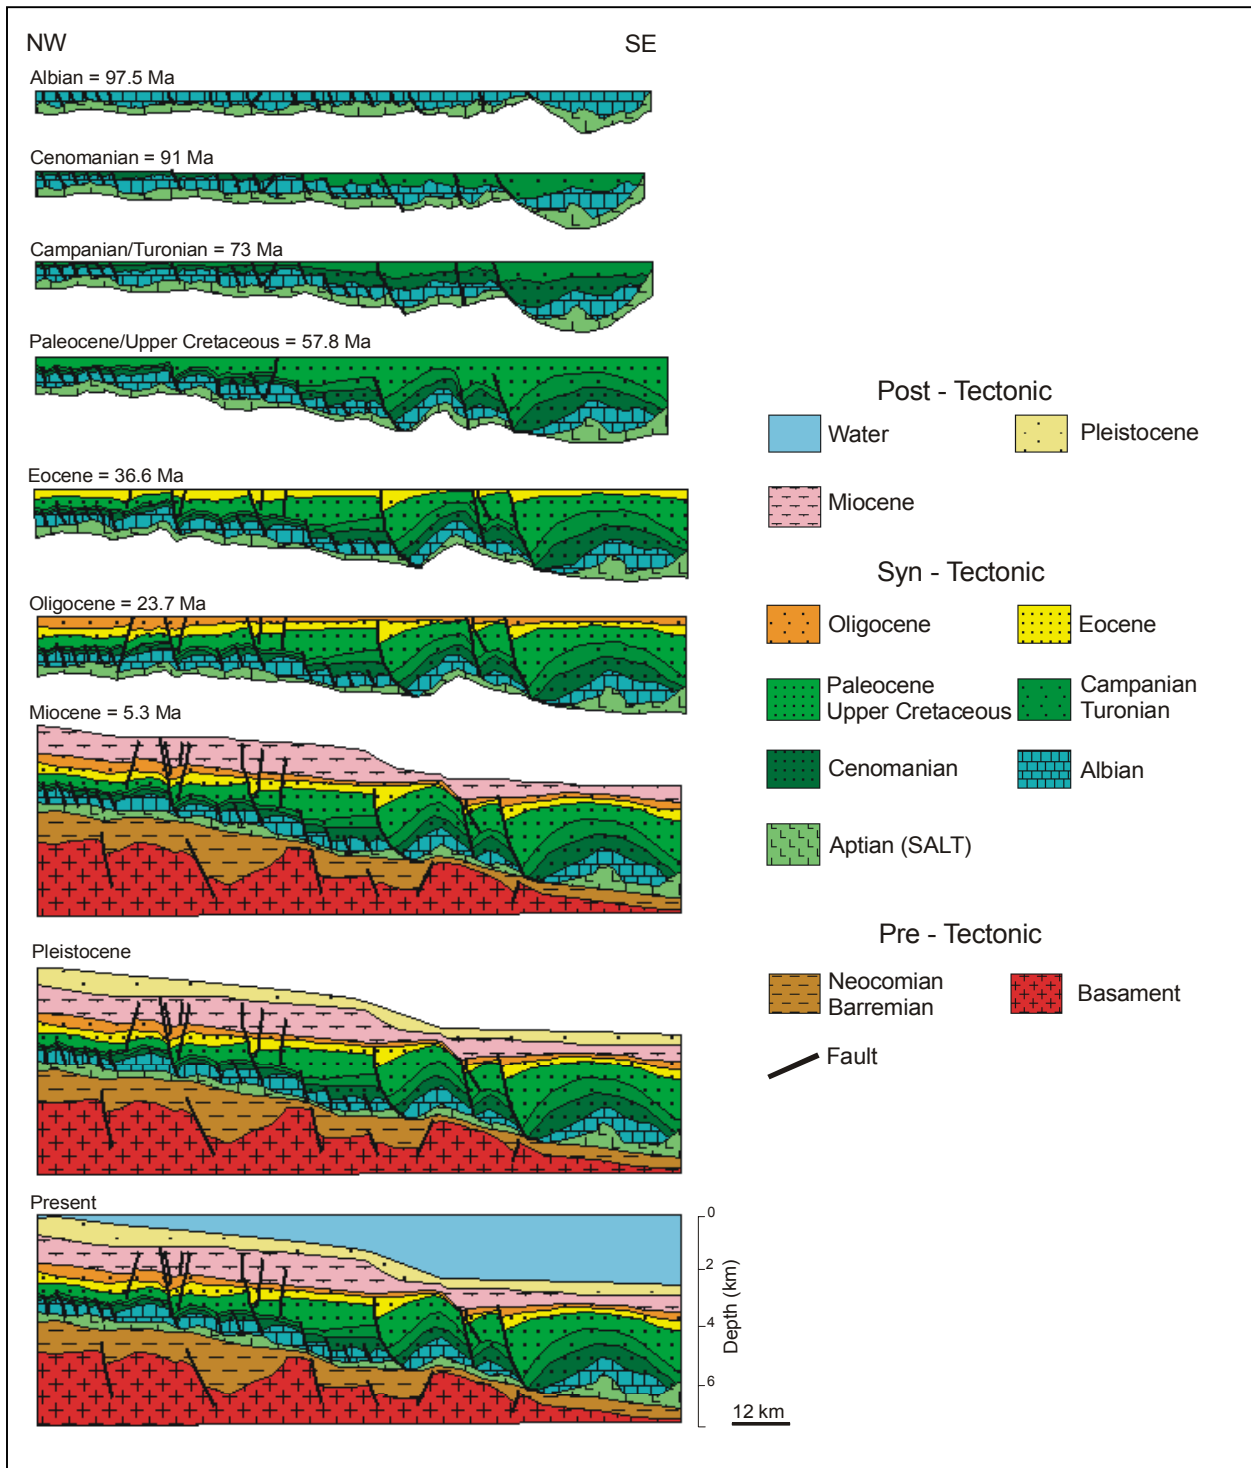 NW
SE
Albian = 97.5 Ma
Cenomanian = 91 Ma
Campanian/Turonian = 73 Ma
Paleocene/Upper Cretaceous = 57.8 Ma
Eocene = 36.6 Ma
Oligocene = 23.7 Ma
Miocene = 5.3 Ma
Pleistocene
Present
0
2
4
6
Depth (km)
12 km
Post - Tectonic
Water
Pleistocene
Miocene
Syn - Tectonic
Oligocene
Eocene
Paleocene
Upper Cretaceous
Campanian
Turonian
Cenomanian
Albian
Aptian (SALT)
Pre - Tectonic
Neocomian
Barremian
Basament
Fault